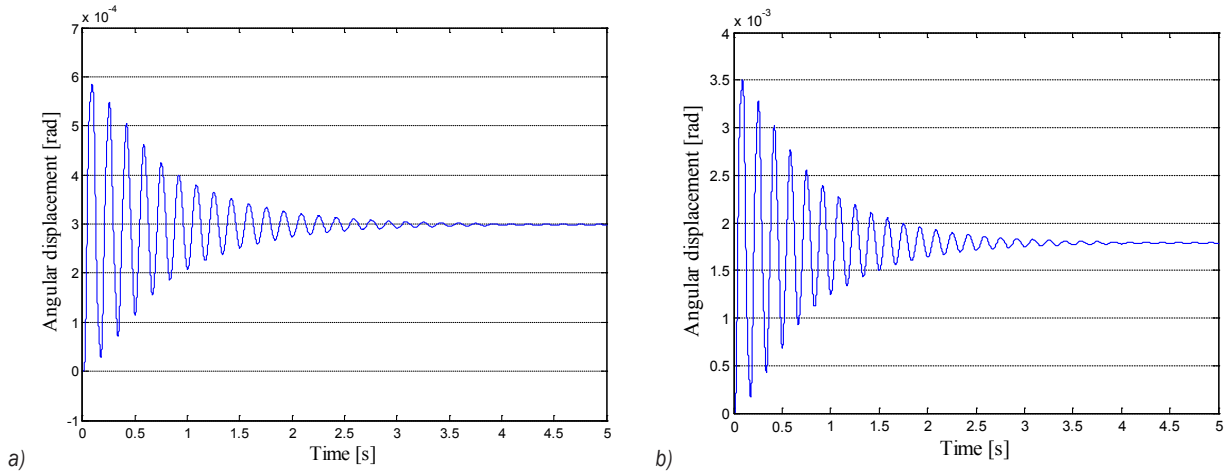 x 10⁻⁴
7
6
5
4
3
2
1
0
-1
Angular displacement [rad]
0 0.5 1 1.5 2 2.5 3 3.5 4 4.5 5
Time [s]
a)
x 10⁻³
4
3.5
3
2.5
2
1.5
1
0.5
0
Angular displacement [rad]
0 0.5 1 1.5 2 2.5 3 3.5 4 4.5 5
Time [s]
b)